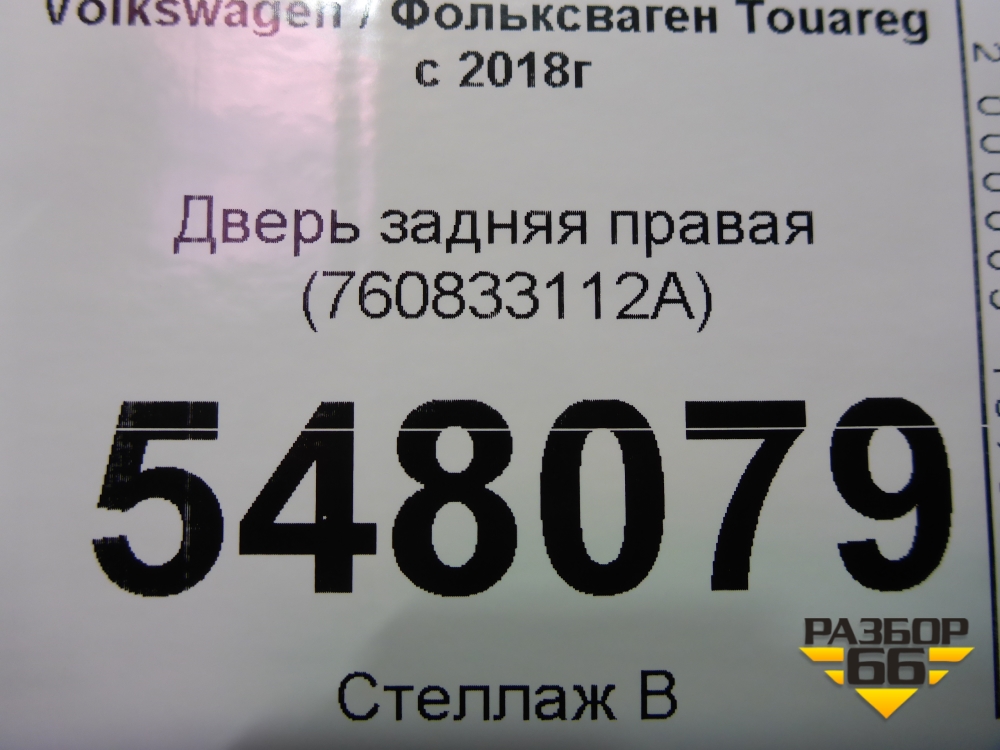 Volkswagen / Фольксваген Touareg
с 2018г
Дверь задняя правая
(760833112A)
548079
Стеллаж В
РАЗБОР
66